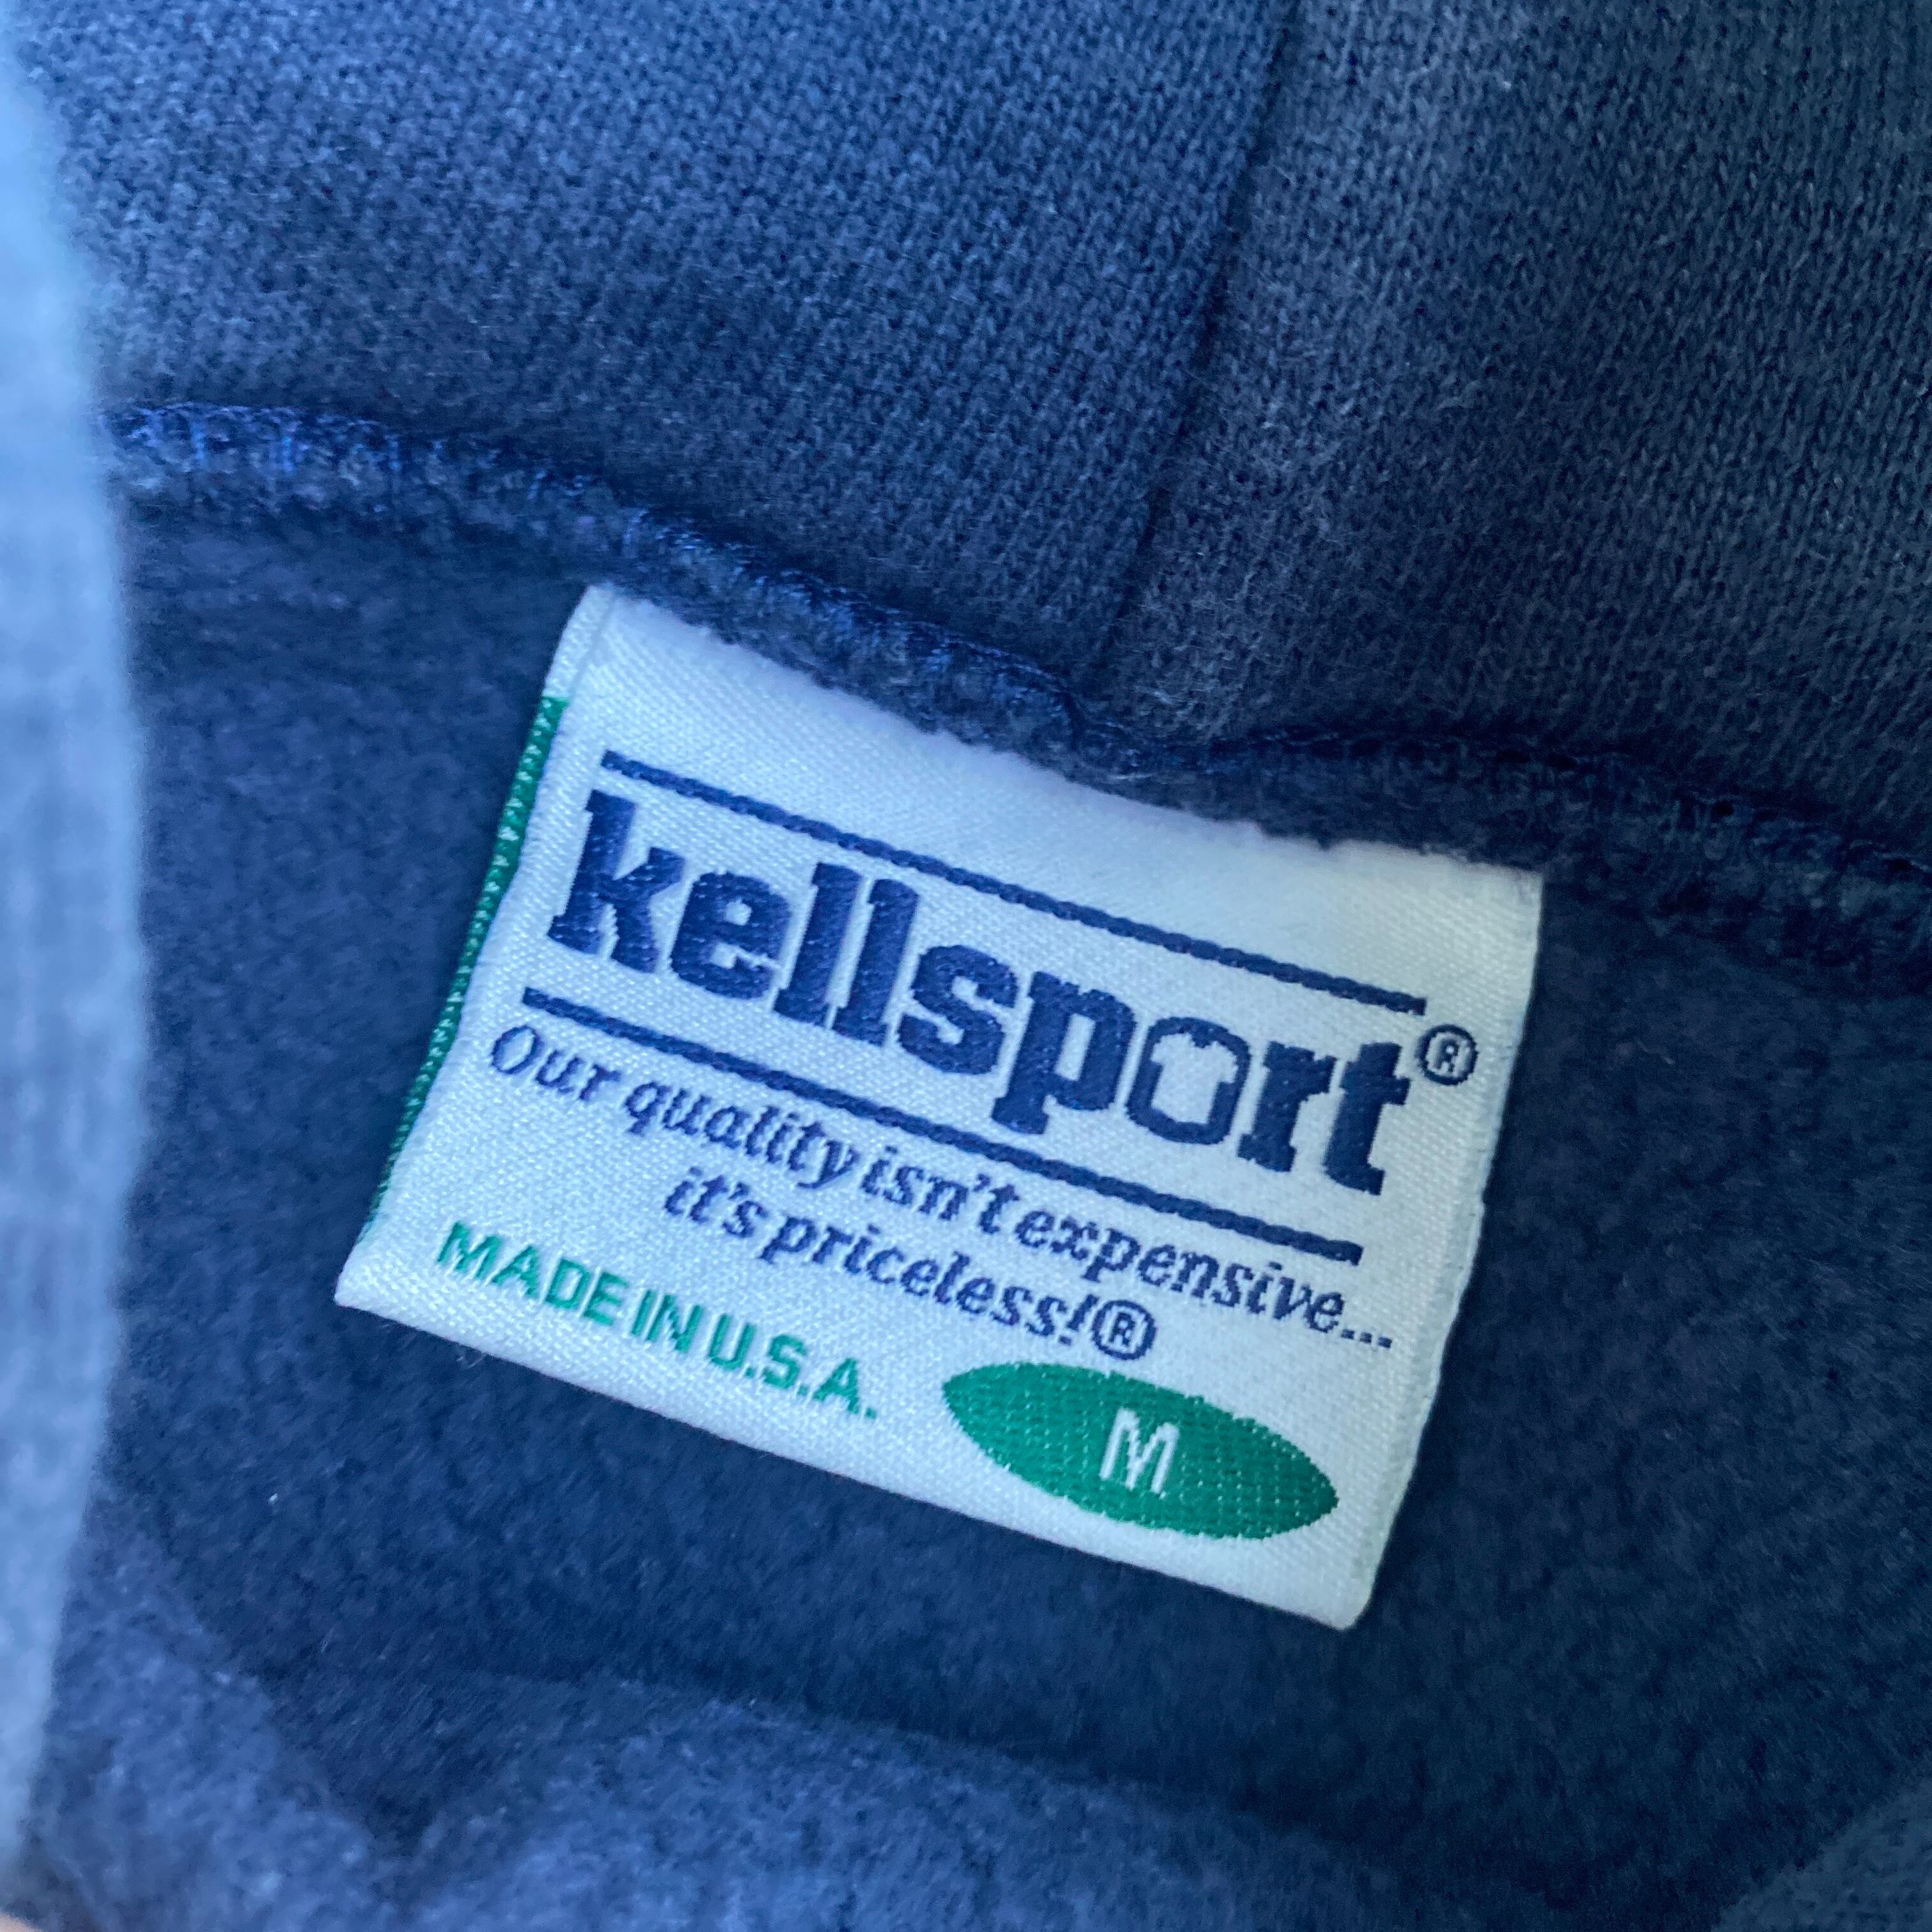 kellsport®
Our quality isn't expensive...
it's priceless!®
MADE IN U.S.A.
M